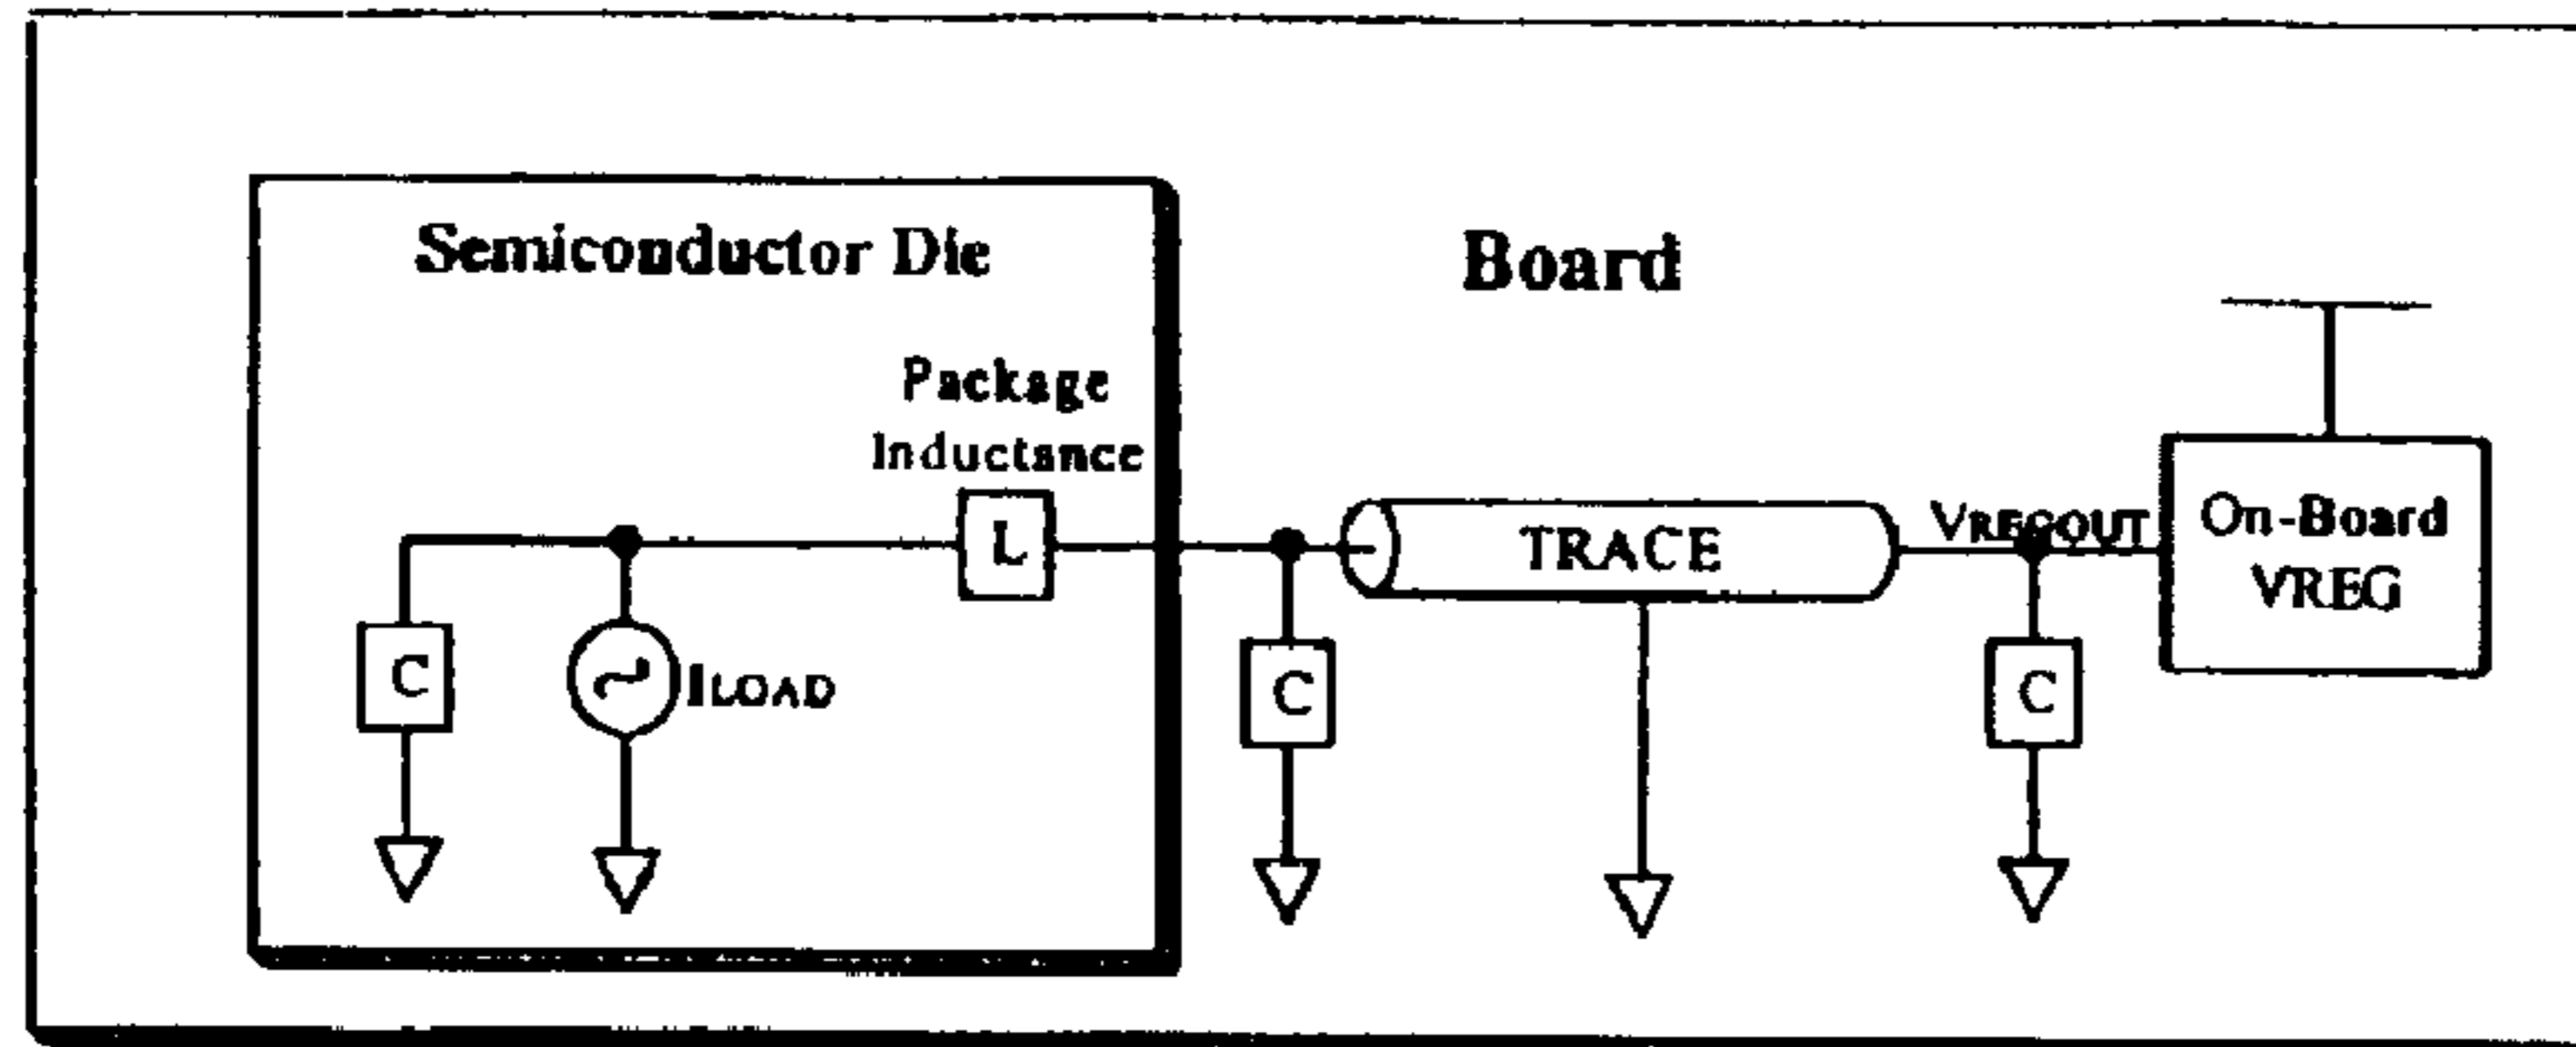 Semiconductor Die
Board
Package
Inductance
L
TRACE
VREGOUT
On-Board
VREG
C
ILOAD
C
C